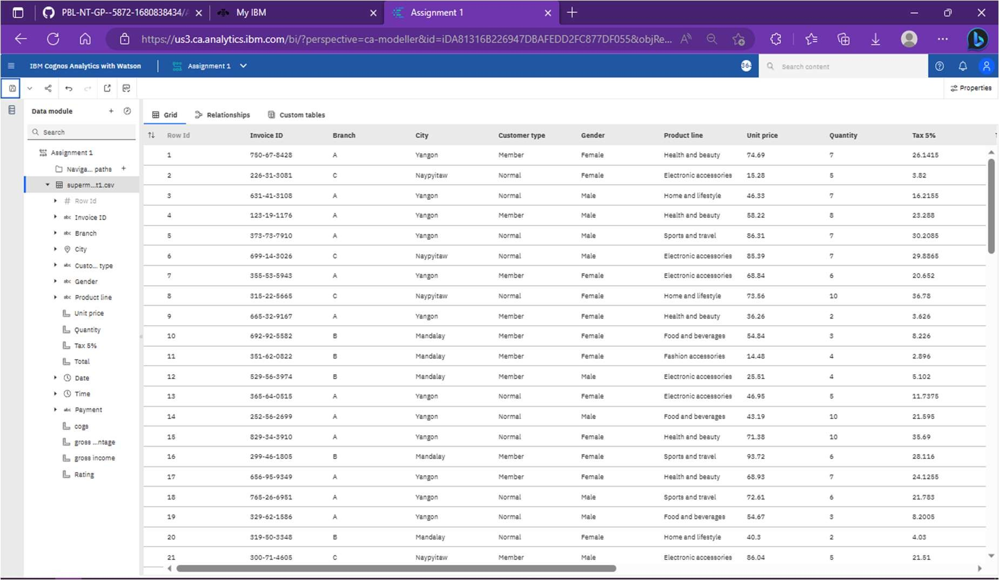 PBL-NT-GP--5872-1680838434/A
My IBM
Assignment 1
https://us3.ca.analytics.ibm.com/bi/?perspective=ca-modeller&id=iDA81316B226947DBAFEDD2FC877DF055&objRe...
IBM Cognos Analytics with Watson
Assignment 1
364
Search content
Properties
Data module
Search
Assignment 1
Naviga... paths
superm...t1.csv
Row Id
Invoice ID
Branch
City
Custo... type
Gender
Product line
Unit price
Quantity
Tax 5%
Total
Date
Time
Payment
cogs
gross ...ntage
gross income
Rating
Grid Relationships Custom tables
Row Id Invoice ID Branch City Customer type Gender Product line Unit price Quantity Tax 5%
1 750-67-8428 A Yangon Member Female Health and beauty 74.69 7 26.1415
2 226-31-3081 C Naypyitaw Normal Female Electronic accessories 15.28 5 3.82
3 631-41-3108 A Yangon Normal Male Home and lifestyle 46.33 7 16.2155
4 123-19-1176 A Yangon Member Male Health and beauty 58.22 8 23.288
5 373-73-7910 A Yangon Normal Male Sports and travel 86.31 7 30.2085
6 699-14-3026 C Naypyitaw Normal Male Electronic accessories 85.39 7 29.8865
7 355-53-5943 A Yangon Member Female Electronic accessories 68.84 6 20.652
8 315-22-5665 C Naypyitaw Normal Female Home and lifestyle 73.56 10 36.78
9 665-32-9167 A Yangon Member Female Health and beauty 36.26 2 3.626
10 692-92-5582 B Mandalay Member Female Food and beverages 54.84 3 8.226
11 351-62-0822 B Mandalay Member Female Fashion accessories 14.48 4 2.896
12 529-56-3974 B Mandalay Member Male Electronic accessories 25.51 4 5.102
13 365-64-0515 A Yangon Normal Female Electronic accessories 46.95 5 11.7375
14 252-56-2699 A Yangon Normal Male Food and beverages 43.19 10 21.595
15 829-34-3910 A Yangon Normal Female Health and beauty 71.38 10 35.69
16 299-46-1805 B Mandalay Member Female Sports and travel 93.72 6 28.116
17 656-95-9349 A Yangon Member Female Health and beauty 68.93 7 24.1255
18 765-26-6951 A Yangon Normal Male Sports and travel 72.61 6 21.783
19 329-62-1586 A Yangon Normal Male Food and beverages 54.67 3 8.2005
20 319-50-3348 B Mandalay Normal Female Home and lifestyle 40.3 2 4.03
21 300-71-4605 C Naypyitaw Member Male Electronic accessories 86.04 5 21.51